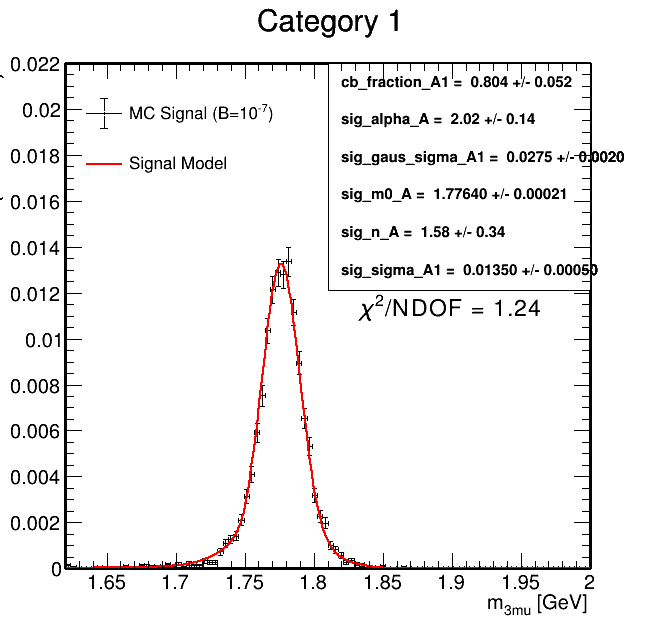 Category 1
0.022
0.02
0.018
0.016
0.014
0.012
0.01
0.008
0.006
0.004
0.002
0
MC Signal (B=10⁻⁷)
Signal Model
cb_fraction_A1 = 0.804 +/- 0.052
sig_alpha_A = 2.02 +/- 0.14
sig_gaus_sigma_A1 = 0.0275 +/- 0.0020
sig_m0_A = 1.77640 +/- 0.00021
sig_n_A = 1.58 +/- 0.34
sig_sigma_A1 = 0.01350 +/- 0.00050
χ²/NDOF = 1.24
1.65 1.7 1.75 1.8 1.85 1.9 1.95 2
m₃mu [GeV]